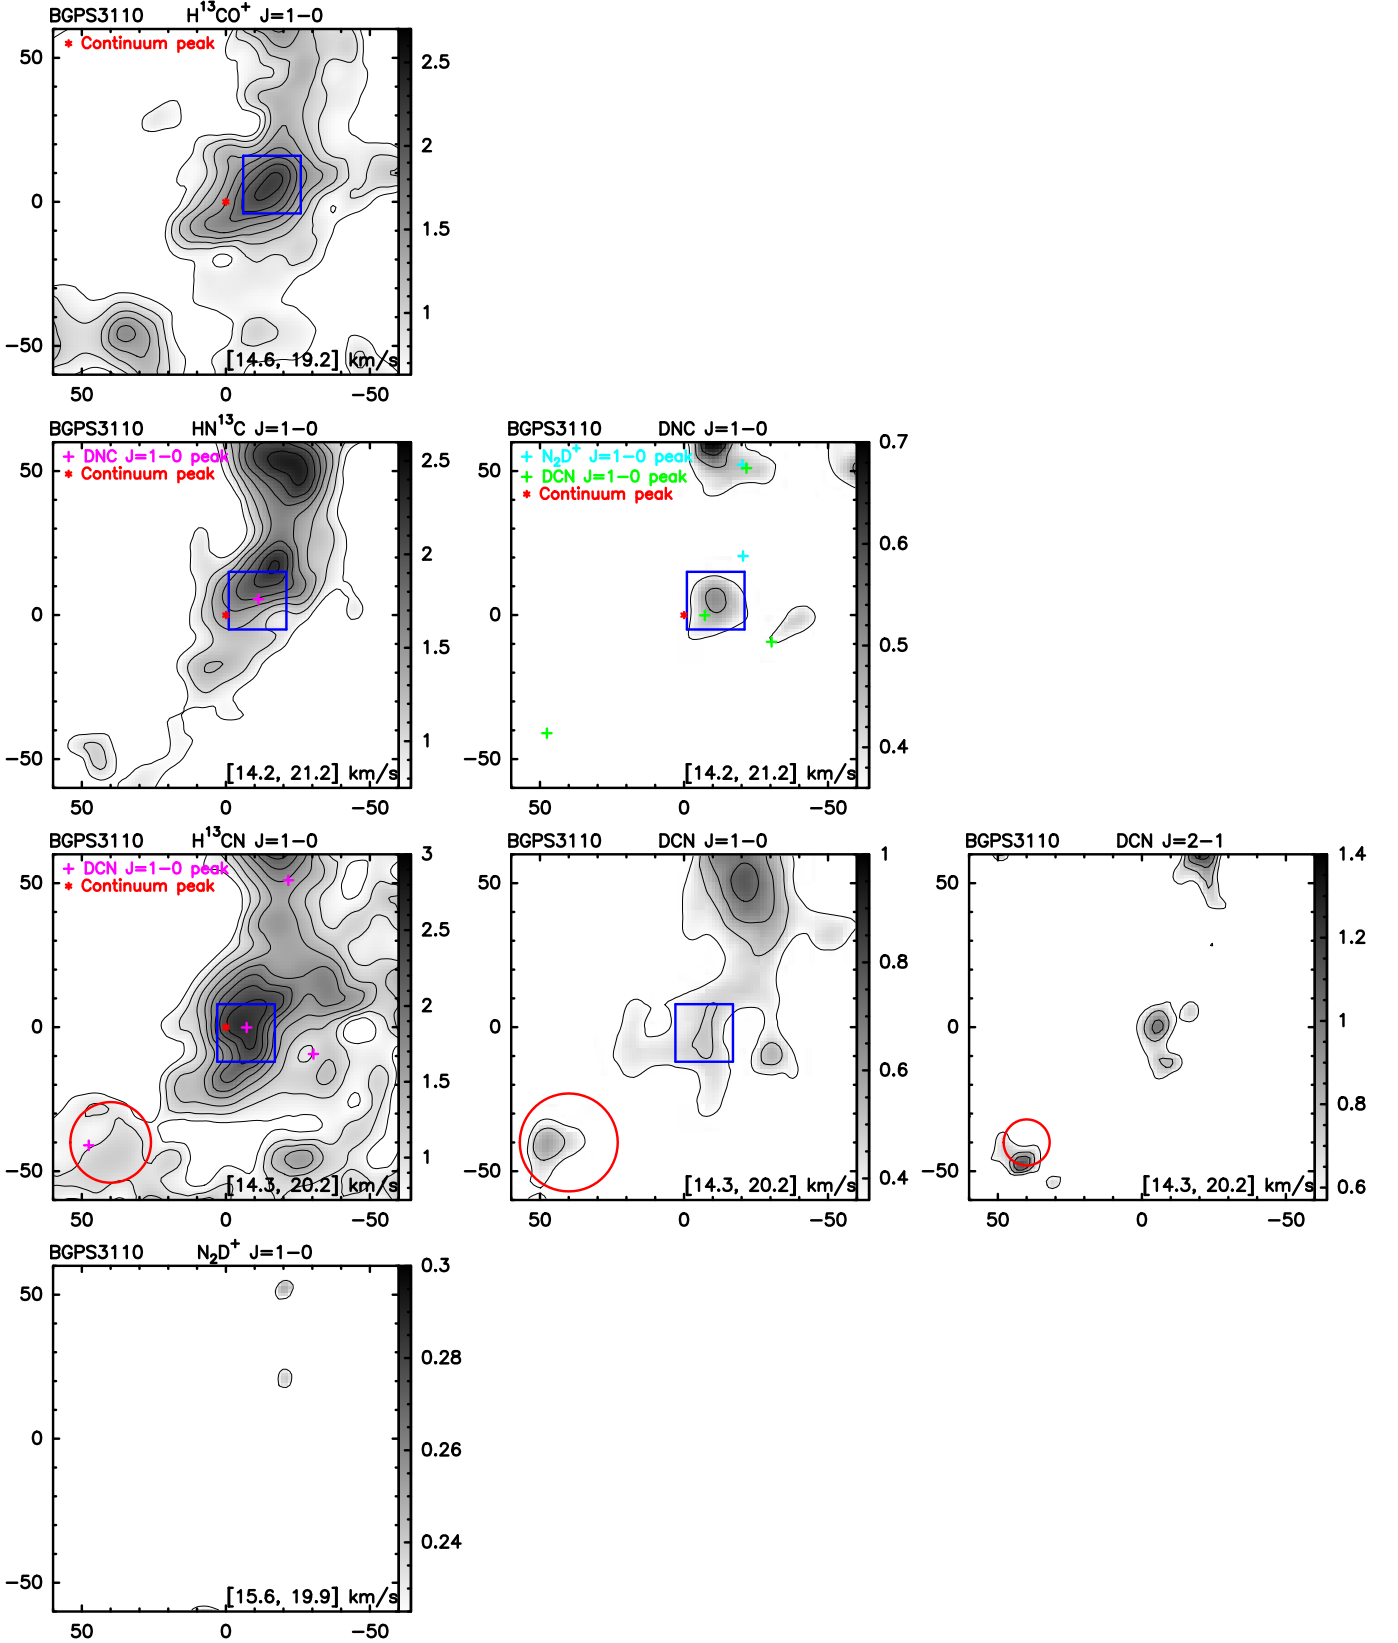 BGPS3110 H¹³CO⁺ J=1−0
* Continuum peak
50
0
−50
2.5
2
1.5
1
[14.6, 19.2] km/s
50 0 −50
BGPS3110 HN¹³C J=1−0
+ DNC J=1−0 peak
* Continuum peak
50
0
−50
2.5
2
1.5
1
[14.2, 21.2] km/s
50 0 −50
BGPS3110 DNC J=1−0
+ N₂D⁺ J=1−0 peak
+ DCN J=1−0 peak
* Continuum peak
50
0
−50
0.7
0.6
0.5
0.4
[14.2, 21.2] km/s
50 0 −50
BGPS3110 H¹³CN J=1−0
+ DCN J=1−0 peak
* Continuum peak
50
0
−50
3
2.5
2
1.5
1
[14.3, 20.2] km/s
50 0 −50
BGPS3110 DCN J=1−0
50
0
−50
1
0.8
0.6
0.4
[14.3, 20.2] km/s
50 0 −50
BGPS3110 DCN J=2−1
50
0
−50
1.4
1.2
1
0.8
0.6
[14.3, 20.2] km/s
50 0 −50
BGPS3110 N₂D⁺ J=1−0
50
0
−50
0.3
0.28
0.26
0.24
[15.6, 19.9] km/s
50 0 −50